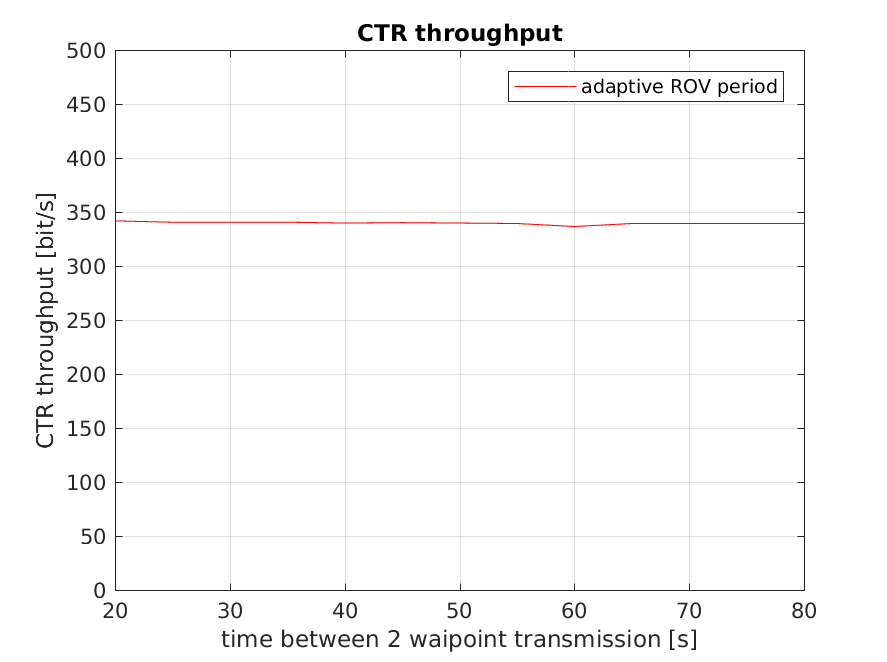 CTR throughput
adaptive ROV period
CTR throughput [bit/s]
500
450
400
350
300
250
200
150
100
50
0
20 30 40 50 60 70 80
time between 2 waipoint transmission [s]